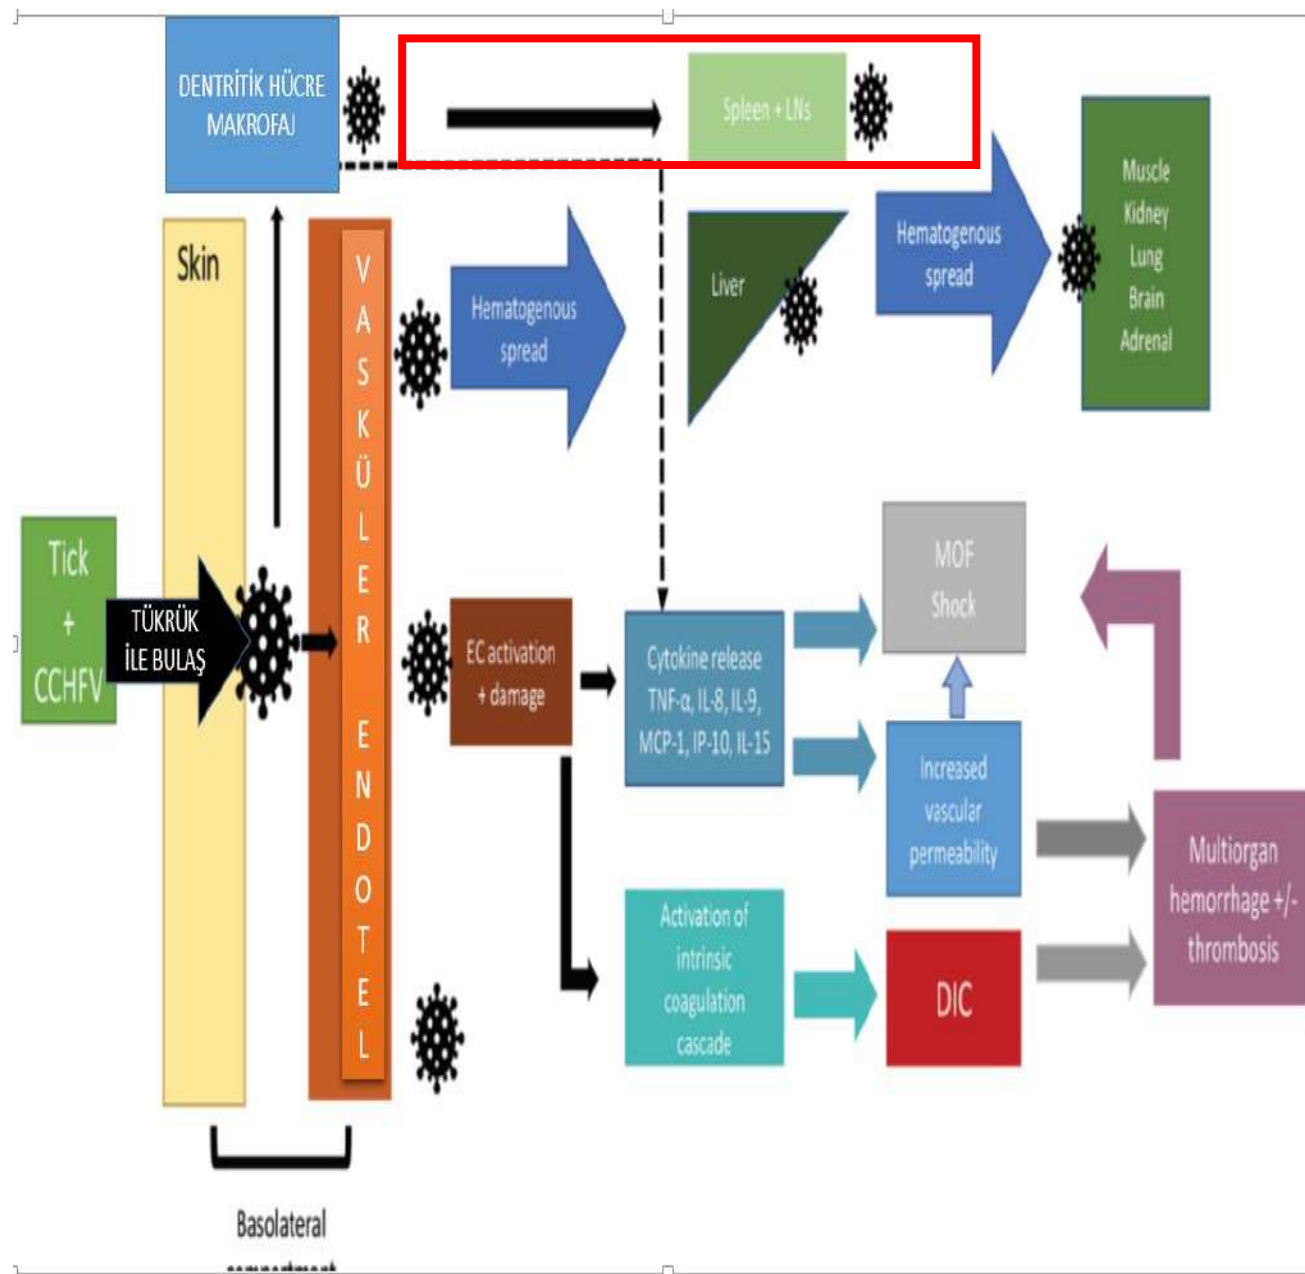 DENTRİTİK HÜCRE
MAKROFAJ
Spleen + LNs
Muscle
Kidney
Lung
Brain
Adrenal
Skin
VASKÜLER ENDOTEL
Hematogenous
spread
Liver
Hematogenous
spread
Tick
+
CCHFV
TÜKRÜK
İLE BULAŞ
EC activation
+ damage
Cytokine release
TNF-α, IL-8, IL-9,
MCP-1, IP-10, IL-15
MOF
Shock
Increased
vascular
permeability
Multiorgan
hemorrhage +/-
thrombosis
Activation of
intrinsic
coagulation
cascade
DIC
Basolateral